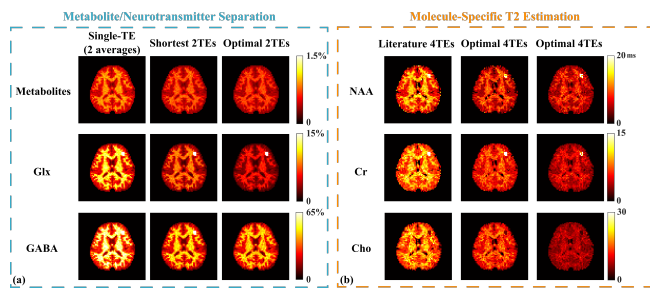 Metabolite/Neurotransmitter Separation
Single-TE
(2 averages)
Shortest 2TEs
Optimal 2TEs
Metabolites
1.5%
0
Glx
15%
0
GABA
65%
0
(a)
Molecule-Specific T2 Estimation
Literature 4TEs
Optimal 4TEs
Optimal 4TEs
NAA
20 ms
0
Cr
15
0
Cho
30
0
(b)